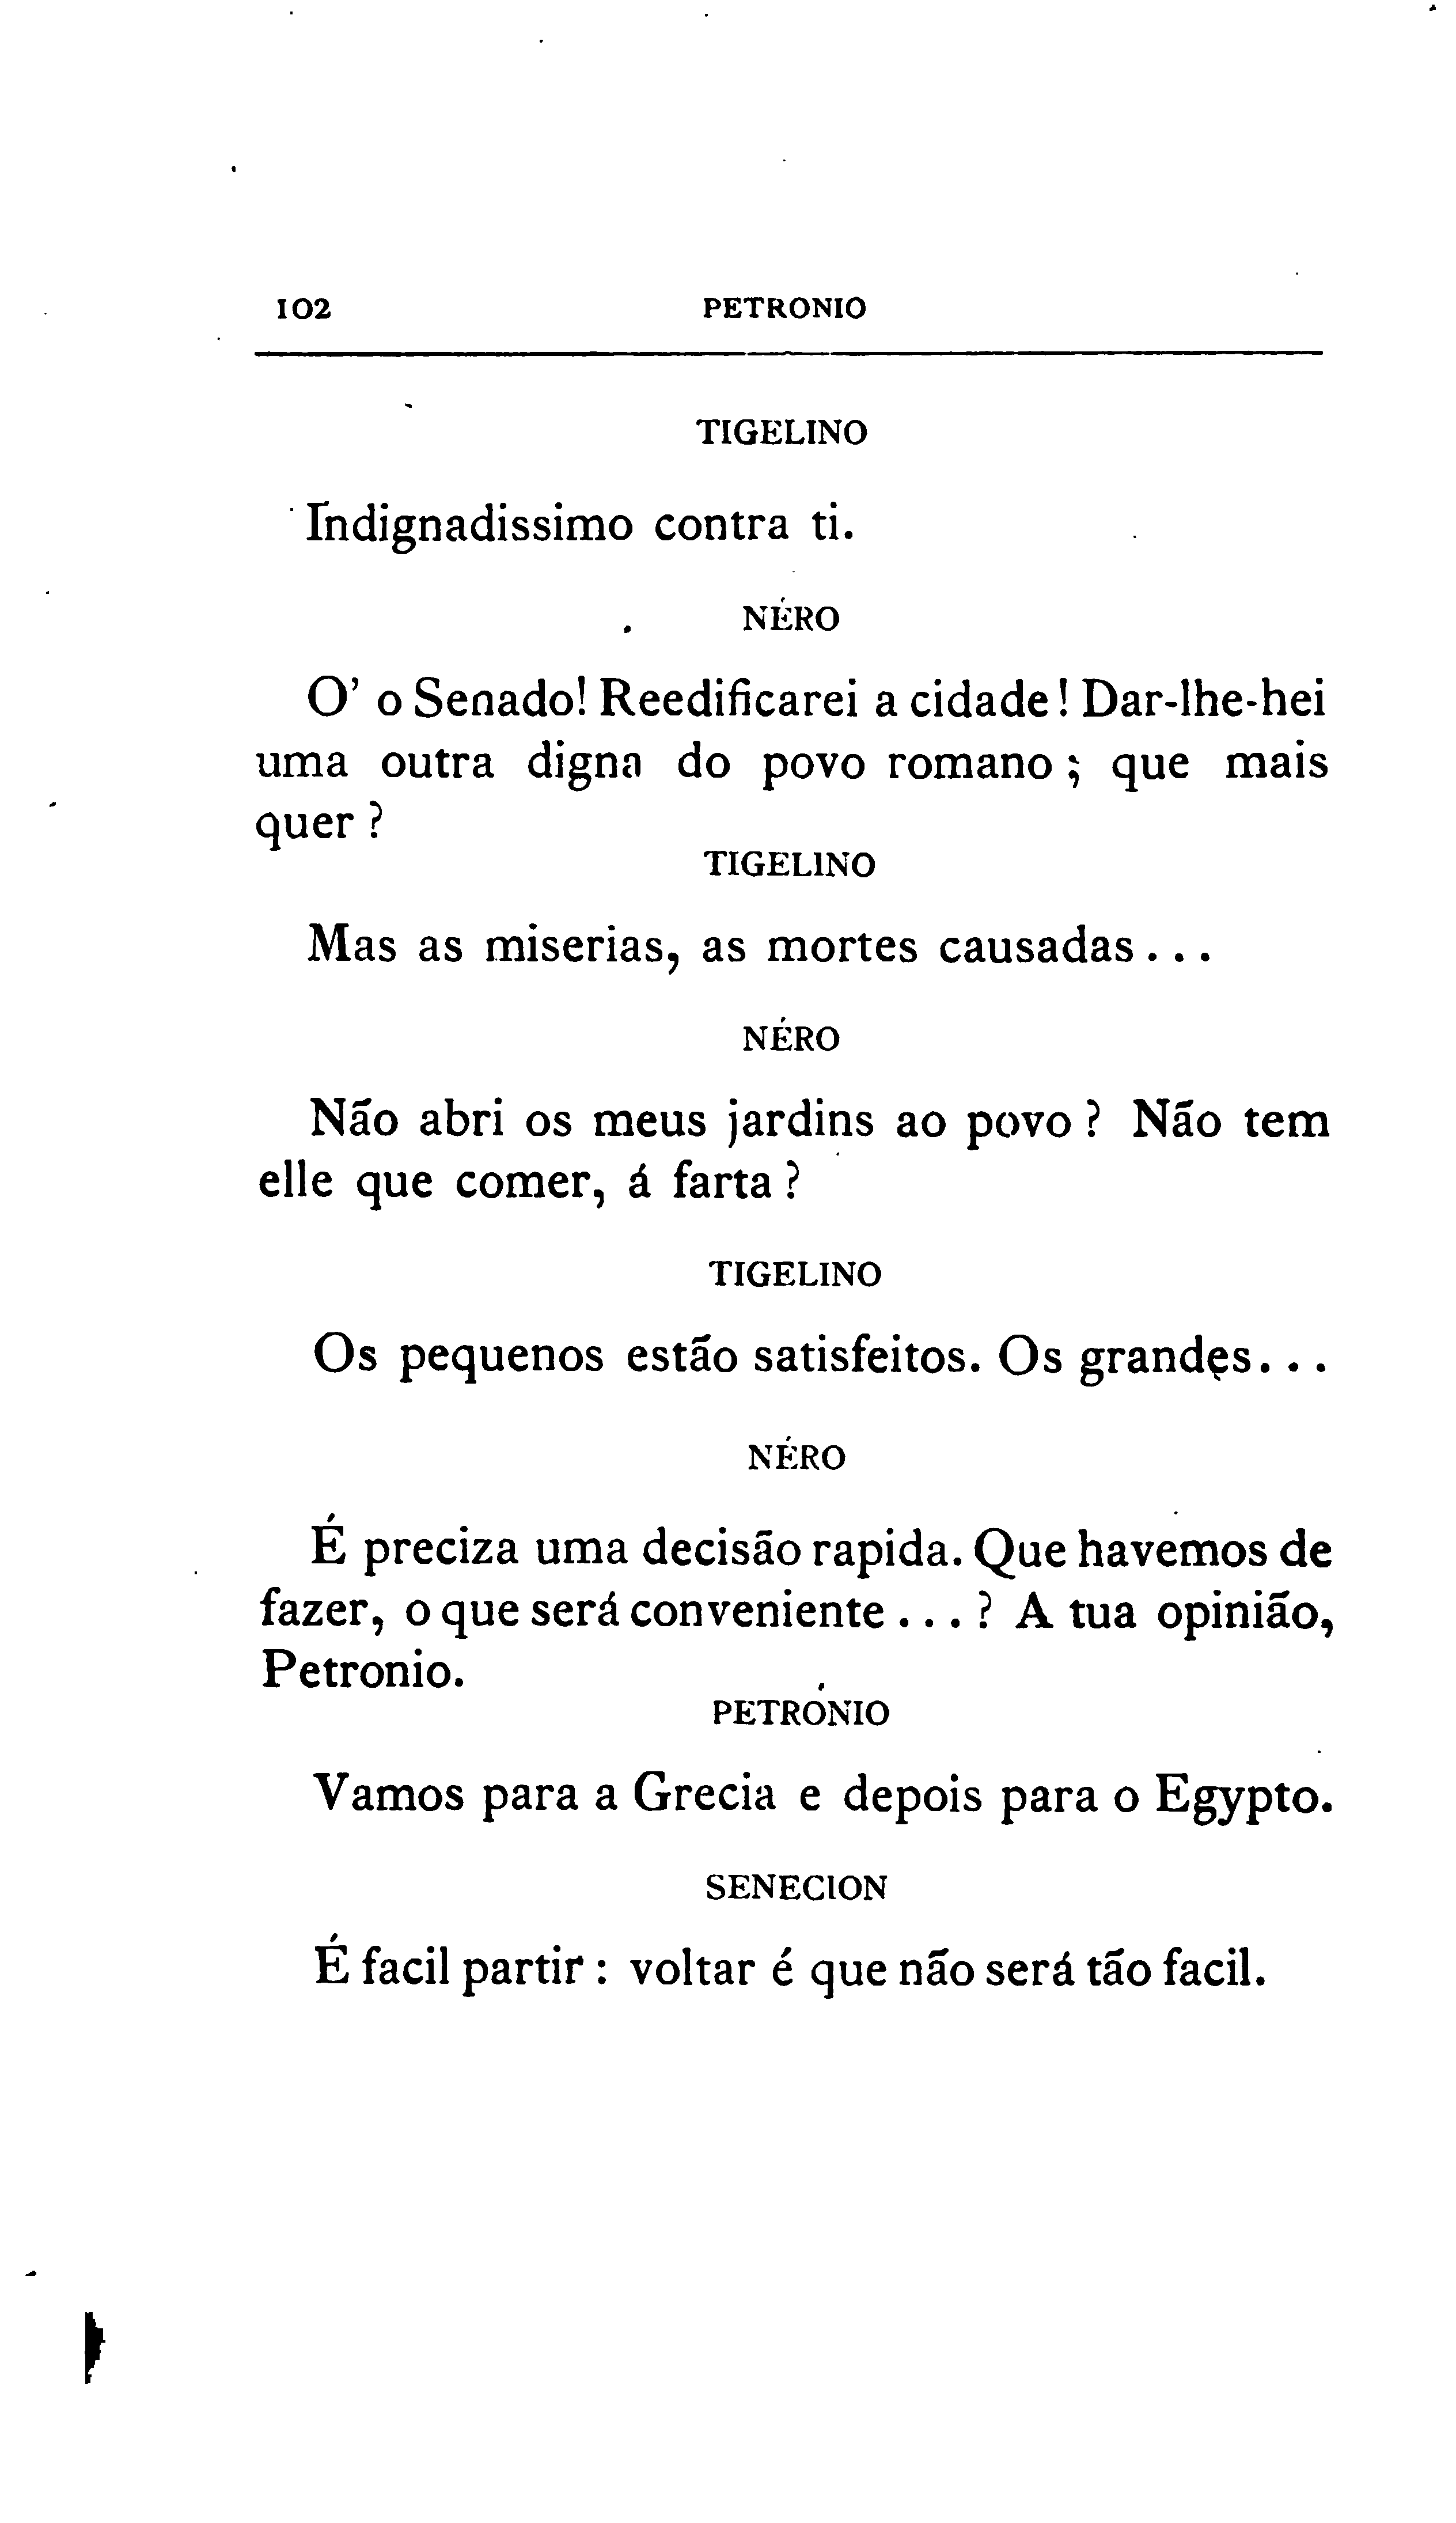 102 PETRONIO
TIGELINO
Indignadissimo contra ti.
NÉRO
O' o Senado! Reedificarei a cidade! Dar-lhe-hei
uma outra digna do povo romano; que mais
quer?
TIGELINO
Mas as miserias, as mortes causadas...
NÉRO
Não abri os meus jardins ao povo? Não tem
elle que comer, á farta?
TIGELINO
Os pequenos estão satisfeitos. Os grandes...
NÉRO
É preciza uma decisão rapida. Que havemos de
fazer, o que será conveniente...? A tua opinião,
Petronio.
PETRÓNIO
Vamos para a Grecia e depois para o Egypto.
SENECION
É facil partir: voltar é que não será tão facil.